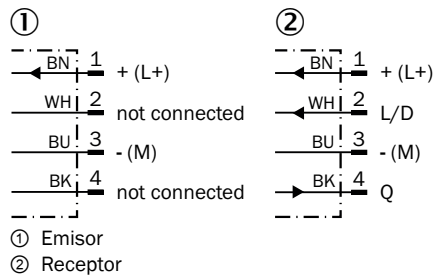 ① ②
BN 1 + (L+) BN 1 + (L+)
WH 2 not connected WH 2 L/D
BU 3 - (M) BU 3 - (M)
BK 4 not connected BK 4 Q
① Emisor
② Receptor